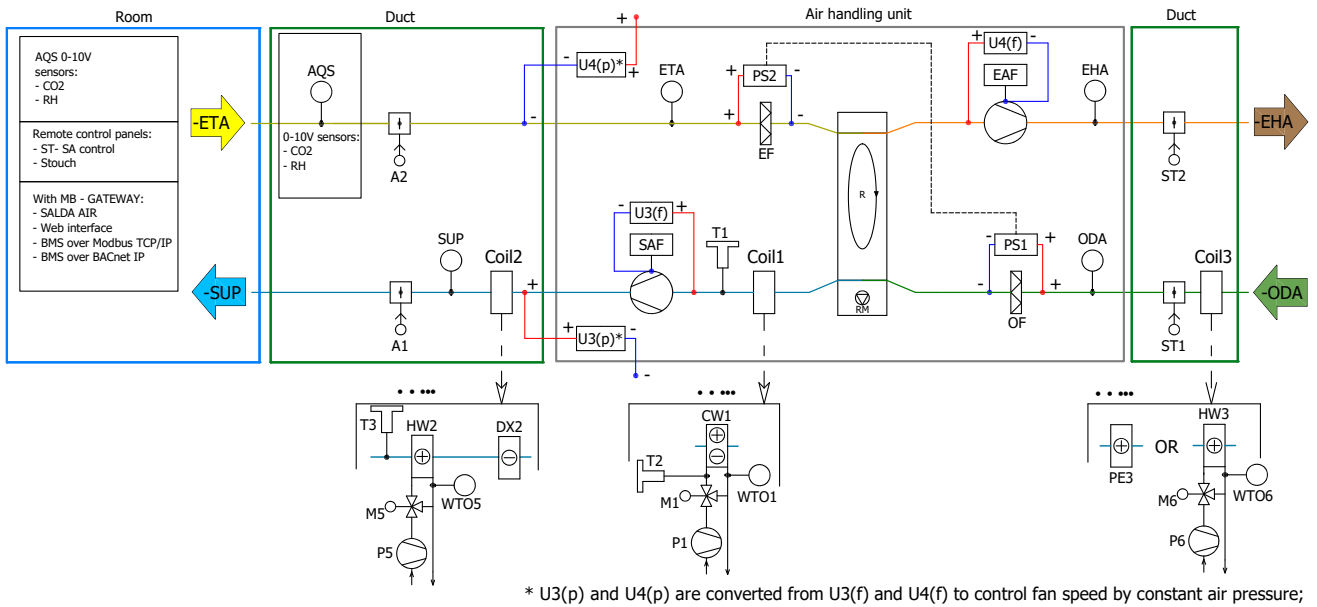 Room
Duct
Air handling unit
Duct
AQS 0-10V
sensors:
- CO2
- RH
Remote control panels:
- ST- SA control
- Stouch
With MB - GATEWAY:
- SALDA AIR
- Web interface
- BMS over Modbus TCP/IP
- BMS over BACnet IP
-ETA
-SUP
AQS
0-10V sensors:
- CO2
- RH
A2
SUP
Coil2
A1
+
-
U4(p)*
+
-
ETA
+
PS2
-
+
-
EF
R
RM
+
U4(f)
-
EAF
EHA
ST2
-EHA
-
U3(f)
+
SAF
T1
Coil1
+
+
U3(p)*
-
-
-
PS1
+
-
+
OF
ODA
ST1
Coil3
-ODA
• • •••
T3
HW2
DX2
WTO5
M5
P5
• • •••
CW1
T2
WTO1
M1
P1
• • •••
HW3
PE3
OR
WTO6
M6
P6
* U3(p) and U4(p) are converted from U3(f) and U4(f) to control fan speed by constant air pressure;